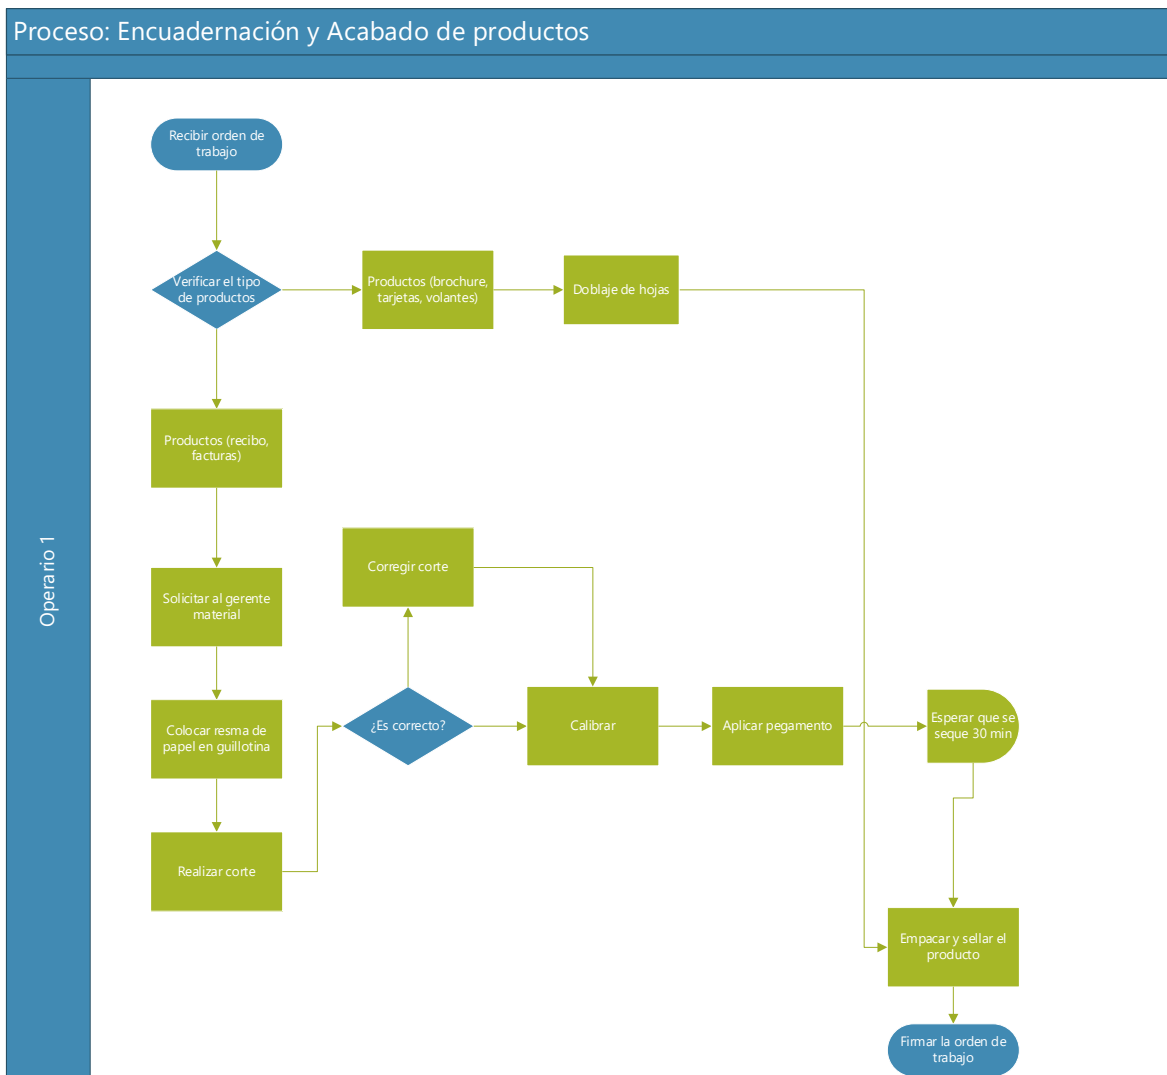 Proceso: Encuadernación y Acabado de productos
Operario 1
Recibir orden de
trabajo
Verificar el tipo
de productos
Productos (brochure,
tarjetas, volantes)
Doblaje de hojas
Productos (recibo,
facturas)
Solicitar al gerente
material
Colocar resma de
papel en guillotina
Realizar corte
¿Es correcto?
Corregir corte
Calibrar
Aplicar pegamento
Esperar que se
seque 30 min
Empacar y sellar el
producto
Firmar la orden de
trabajo